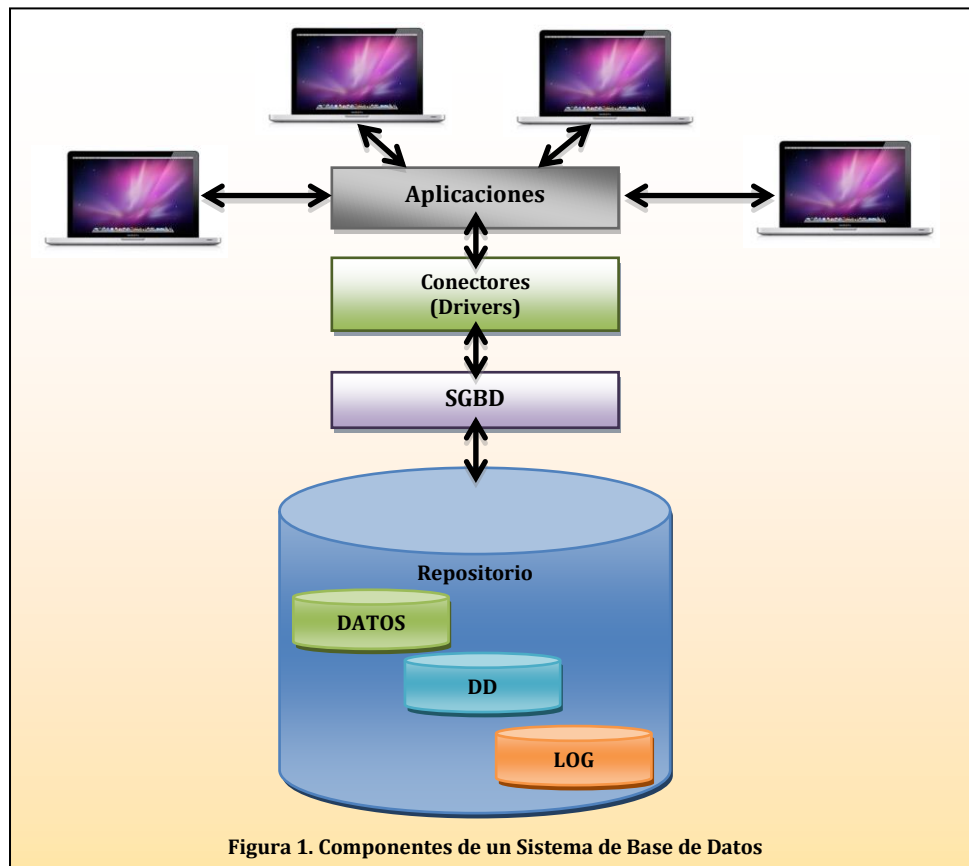 Aplicaciones
Conectores
(Drivers)
SGBD
Repositorio
DATOS
DD
LOG
Figura 1. Componentes de un Sistema de Base de Datos